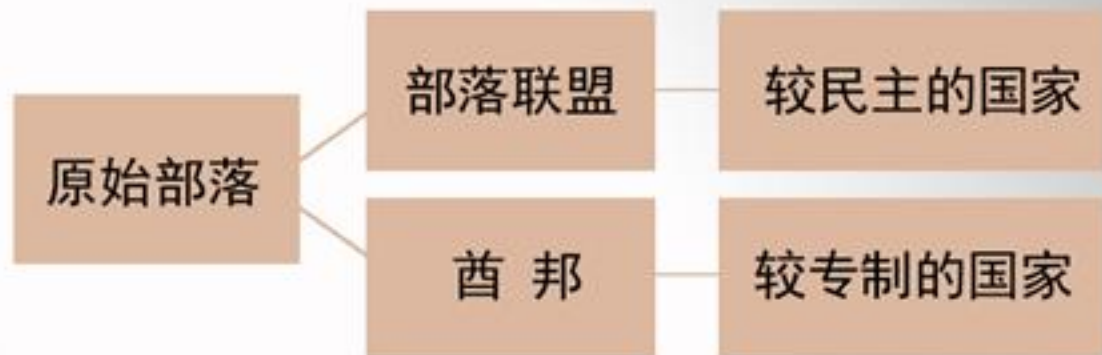 原始部落
部落联盟
较民主的国家
酋 邦
较专制的国家